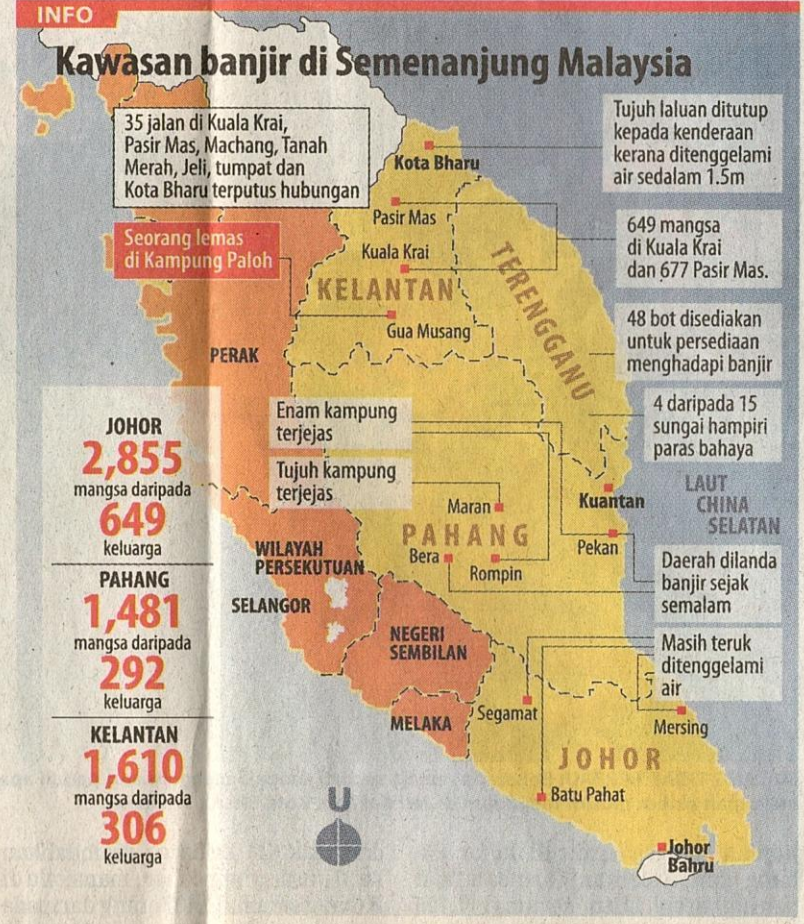 INFO
Kawasan banjir di Semenanjung Malaysia
35 jalan di Kuala Krai,
Pasir Mas, Machang, Tanah
Merah, Jeli, tumpat dan
Kota Bharu terputus hubungan
Seorang lemas
di Kampung Paloh
Tujuh laluan ditutup
kepada kenderaan
kerana ditenggelami
air sedalam 1.5m
649 mangsa
di Kuala Krai
dan 677 Pasir Mas.
48 bot disediakan
untuk persediaan
menghadapi banjir
4 daripada 15
sungai hampiri
paras bahaya
Kota Bharu
Pasir Mas
Kuala Krai
KELANTAN
Gua Musang
TERENGGANU
PERAK
Enam kampung
terjejas
Tujuh kampung
terjejas
Maran
PAHANG
Bera
Rompin
Kuantan
Pekan
LAUT
CHINA
SELATAN
Daerah dilanda
banjir sejak
semalam
Masih teruk
ditenggelami
air
WILAYAH
PERSEKUTUAN
SELANGOR
NEGERI
SEMBILAN
MELAKA
Segamat
Mersing
JOHOR
Batu Pahat
Johor
Bahru
JOHOR
2,855
mangsa daripada
649
keluarga
PAHANG
1,481
mangsa daripada
292
keluarga
KELANTAN
1,610
mangsa daripada
306
keluarga
U